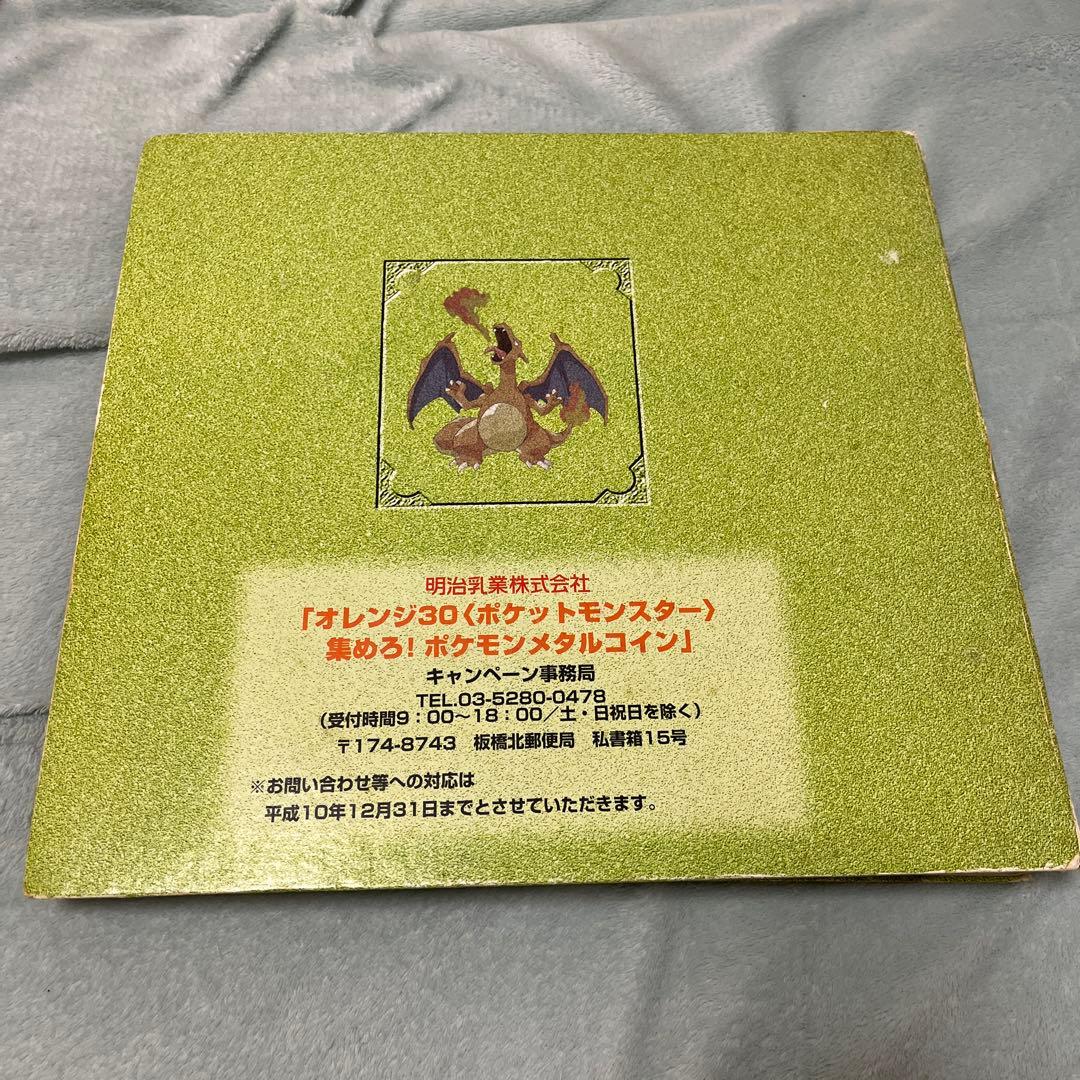 明治乳業株式会社
「オレンジ30〈ポケットモンスター〉
集めろ！ポケモンメタルコイン」
キャンペーン事務局
TEL.03-5280-0478
(受付時間9：00〜18：00／土・日祝日を除く)
〒174-8743 板橋北郵便局 私書箱15号
※お問い合わせ等への対応は
平成10年12月31日までとさせていただきます。